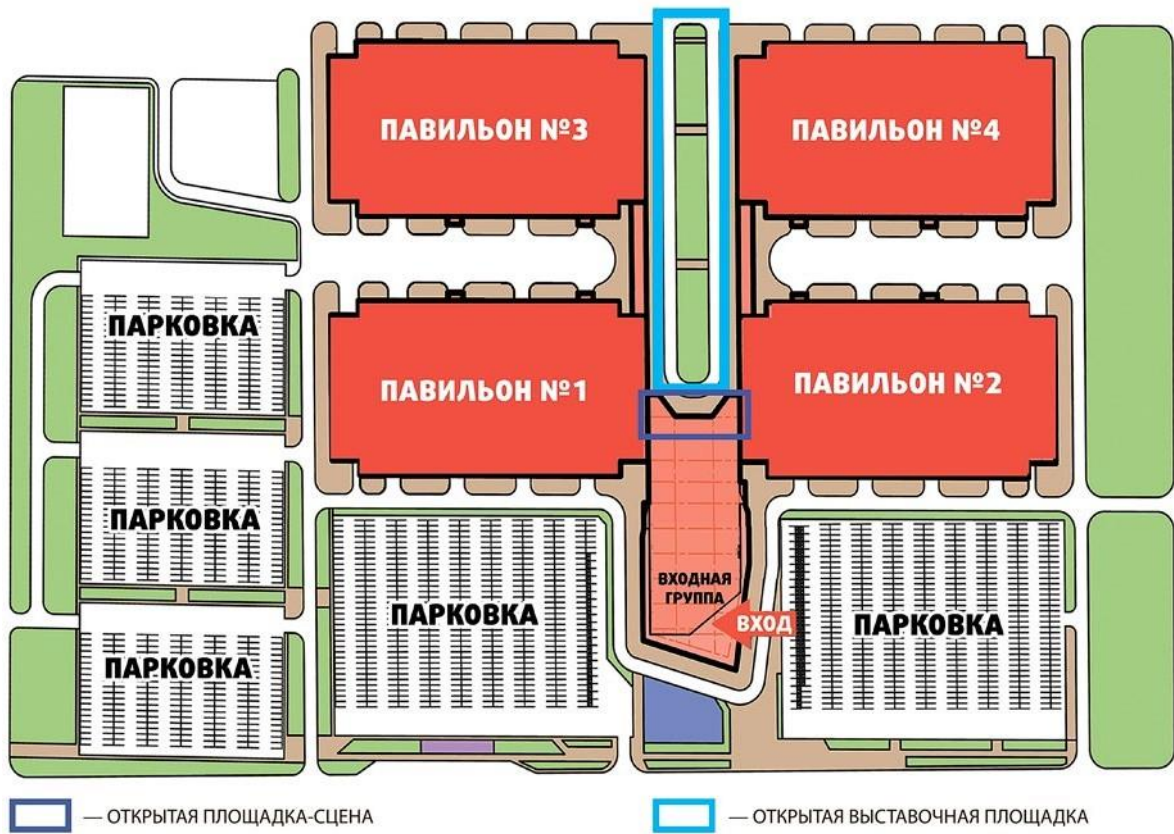 ПАВИЛЬОН №3
ПАВИЛЬОН №4
ПАРКОВКА
ПАВИЛЬОН №1
ПАВИЛЬОН №2
ПАРКОВКА
ВХОДНАЯ
ГРУППА
ПАРКОВКА
ВХОД
ПАРКОВКА
ПАРКОВКА
— ОТКРЫТАЯ ПЛОЩАДКА-СЦЕНА
— ОТКРЫТАЯ ВЫСТАВОЧНАЯ ПЛОЩАДКА